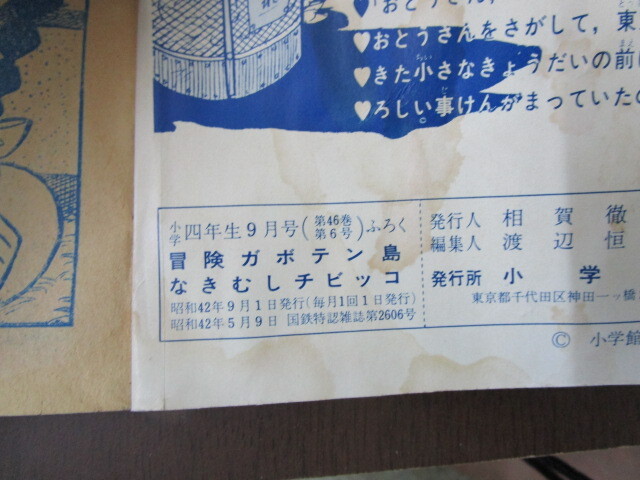 ♥「おとうさん,
♥おとうさんをさがして，東
♥きた小さなきょうだいの前に
♥ろしい事けんがまっていたの
小学四年生9月号(第46巻第6号)ふろく
冒険ガボテン島
なきむしチビッコ
昭和42年9月1日発行(毎月1回1日発行)
昭和42年5月9日 国鉄特認雑誌第2606号
発行人 相賀徹
編集人 渡辺恒
発行所 小学
東京都千代田区神田一ッ橋
© 小学館